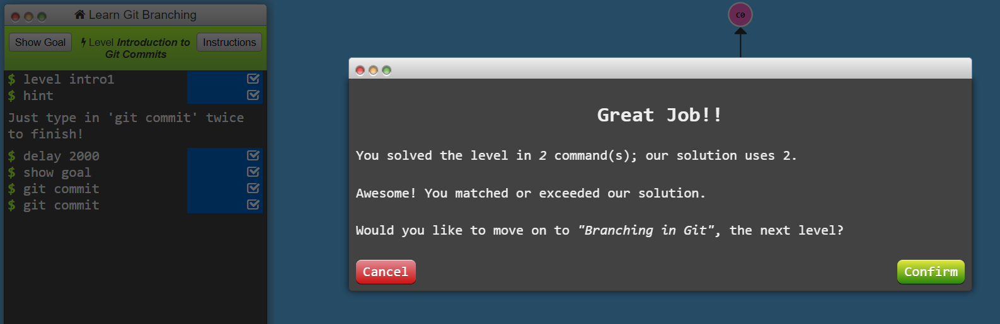 Learn Git Branching
Show Goal
Level Introduction to
Git Commits
Instructions
$ level intro1
$ hint
Just type in 'git commit' twice
to finish!
$ delay 2000
$ show goal
$ git commit
$ git commit
C0
Great Job!!
You solved the level in 2 command(s); our solution uses 2.
Awesome! You matched or exceeded our solution.
Would you like to move on to "Branching in Git", the next level?
Cancel
Confirm